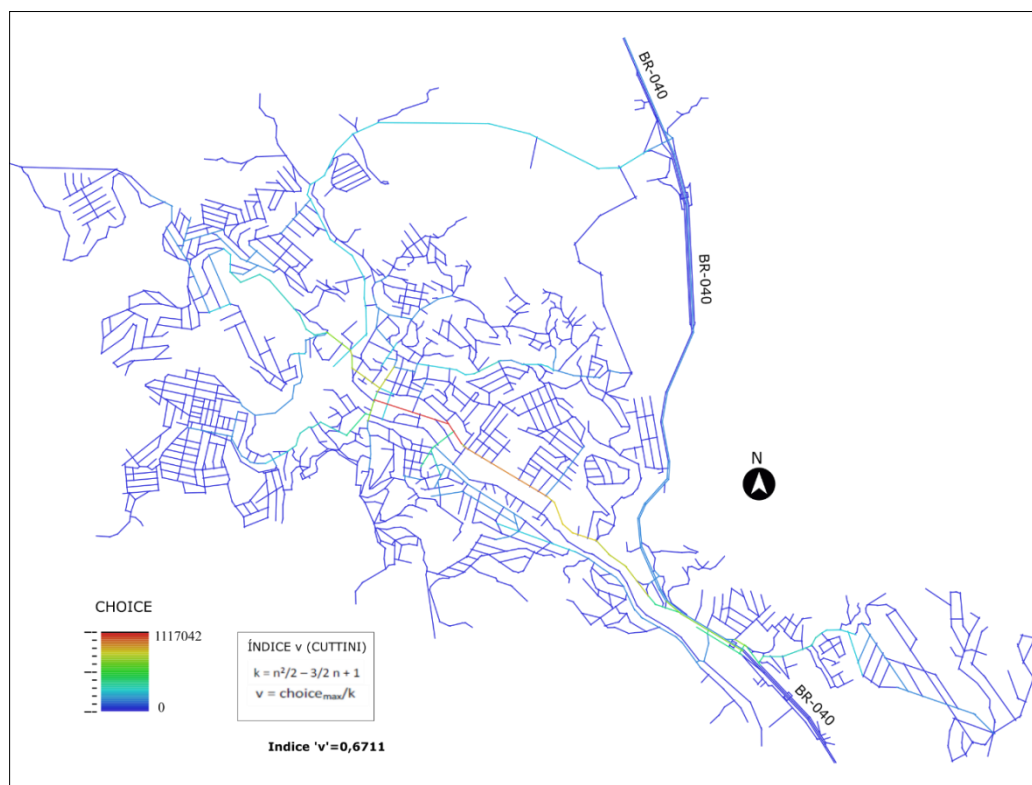 BR-040
BR-040
N
CHOICE
1117042
0
ÍNDICE v (CUTTINI)
k = n²/2 – 3/2 n + 1
v = choiceₘₐₓ/k
Indice 'v'=0,6711
BR-040